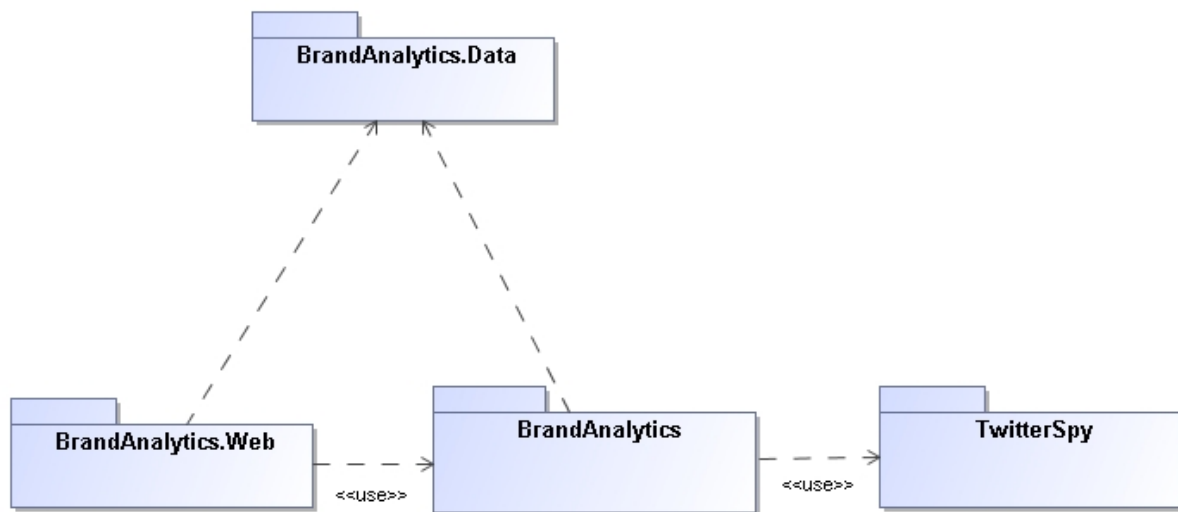 BrandAnalytics.Data
BrandAnalytics.Web
BrandAnalytics
TwitterSpy
<<use>>
<<use>>